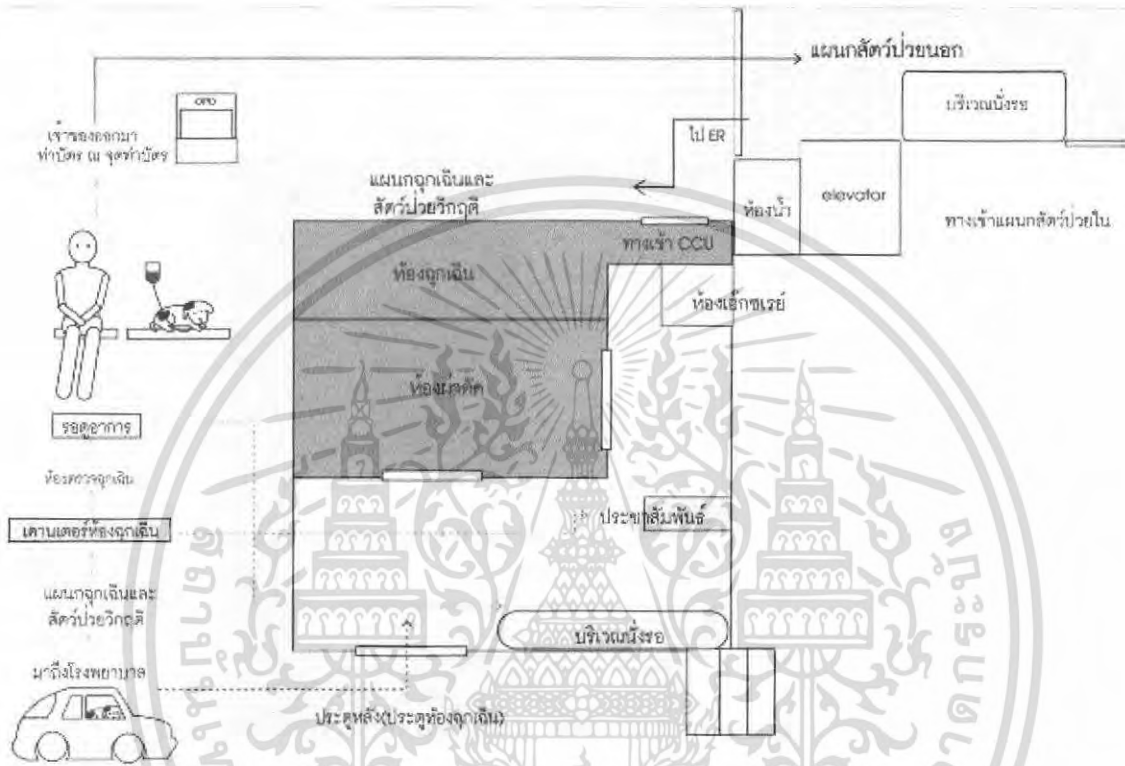 แผนกสัตว์ป่วยนอก
บริเวณนั่งรอ
OPD
เจ้าของออกมา
ทำบัตร ณ จุดทำบัตร
ไป ER
แผนกฉุกเฉินและ
สัตว์ป่วยวิกฤติ
ห้องน้ำ
elevator
ทางเข้าแผนกสัตว์ป่วยใน
ทางเข้า CCU
ห้องฉุกเฉิน
ห้องเอ็กซเรย์
ห้องผ่าตัด
รอดูอาการ
ห้องตรวจฉุกเฉิน
เคานเตอร์ห้องฉุกเฉิน
ประชาสัมพันธ์
แผนกฉุกเฉินและ
สัตว์ป่วยวิกฤติ
บริเวณนั่งรอ
มาถึงโรงพยาบาล
ประตูหลัง(ประตูห้องฉุกเฉิน)